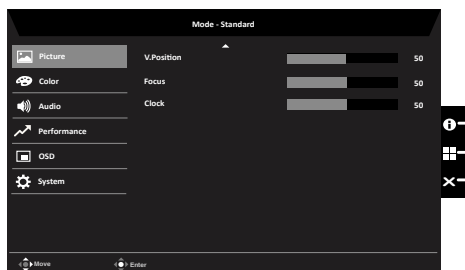 Mode - Standard
Picture
V.Position 50
Color
Focus 50
Audio
Clock 50
Performance
OSD
System
Move Enter